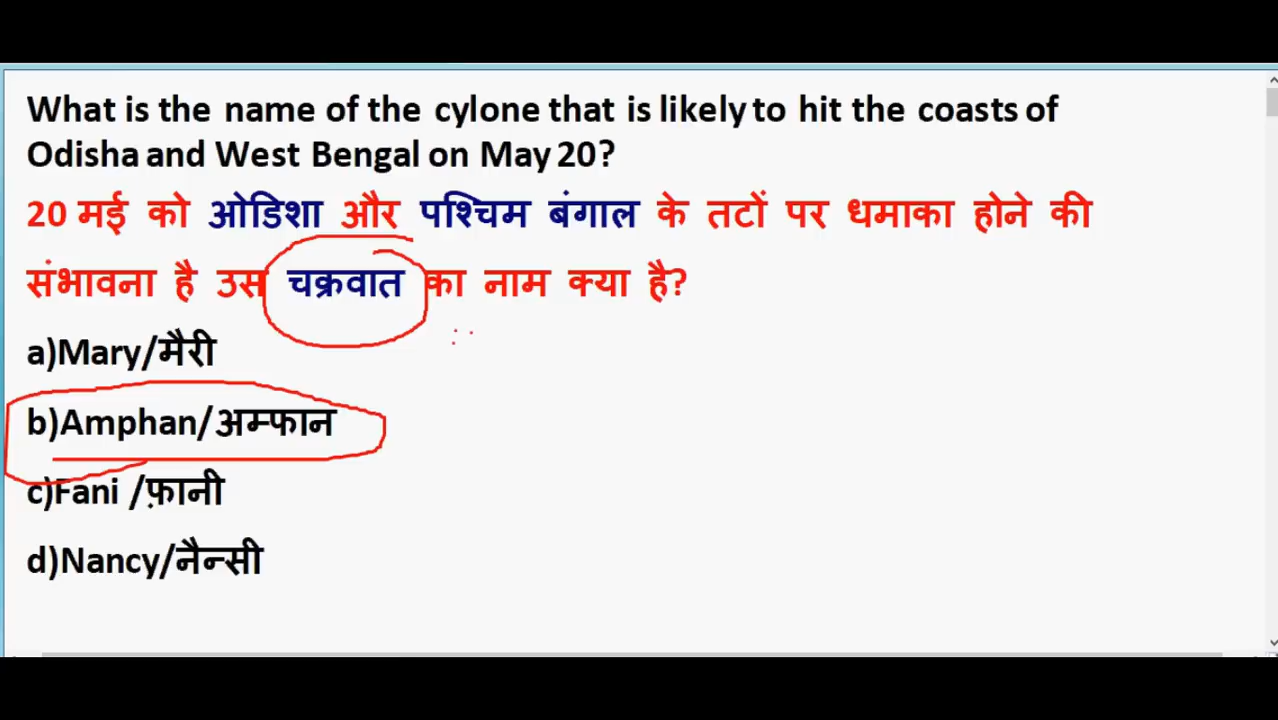 What is the name of the cylone that is likely to hit the coasts of
Odisha and West Bengal on May 20?
20 मई को ओडिशा और पश्चिम बंगाल के तटों पर धमाका होने की
संभावना है उस चक्रवात का नाम क्या है?
a)Mary/मैरी
b)Amphan/अम्फान
c)Fani /फ़ानी
d)Nancy/नैन्सी